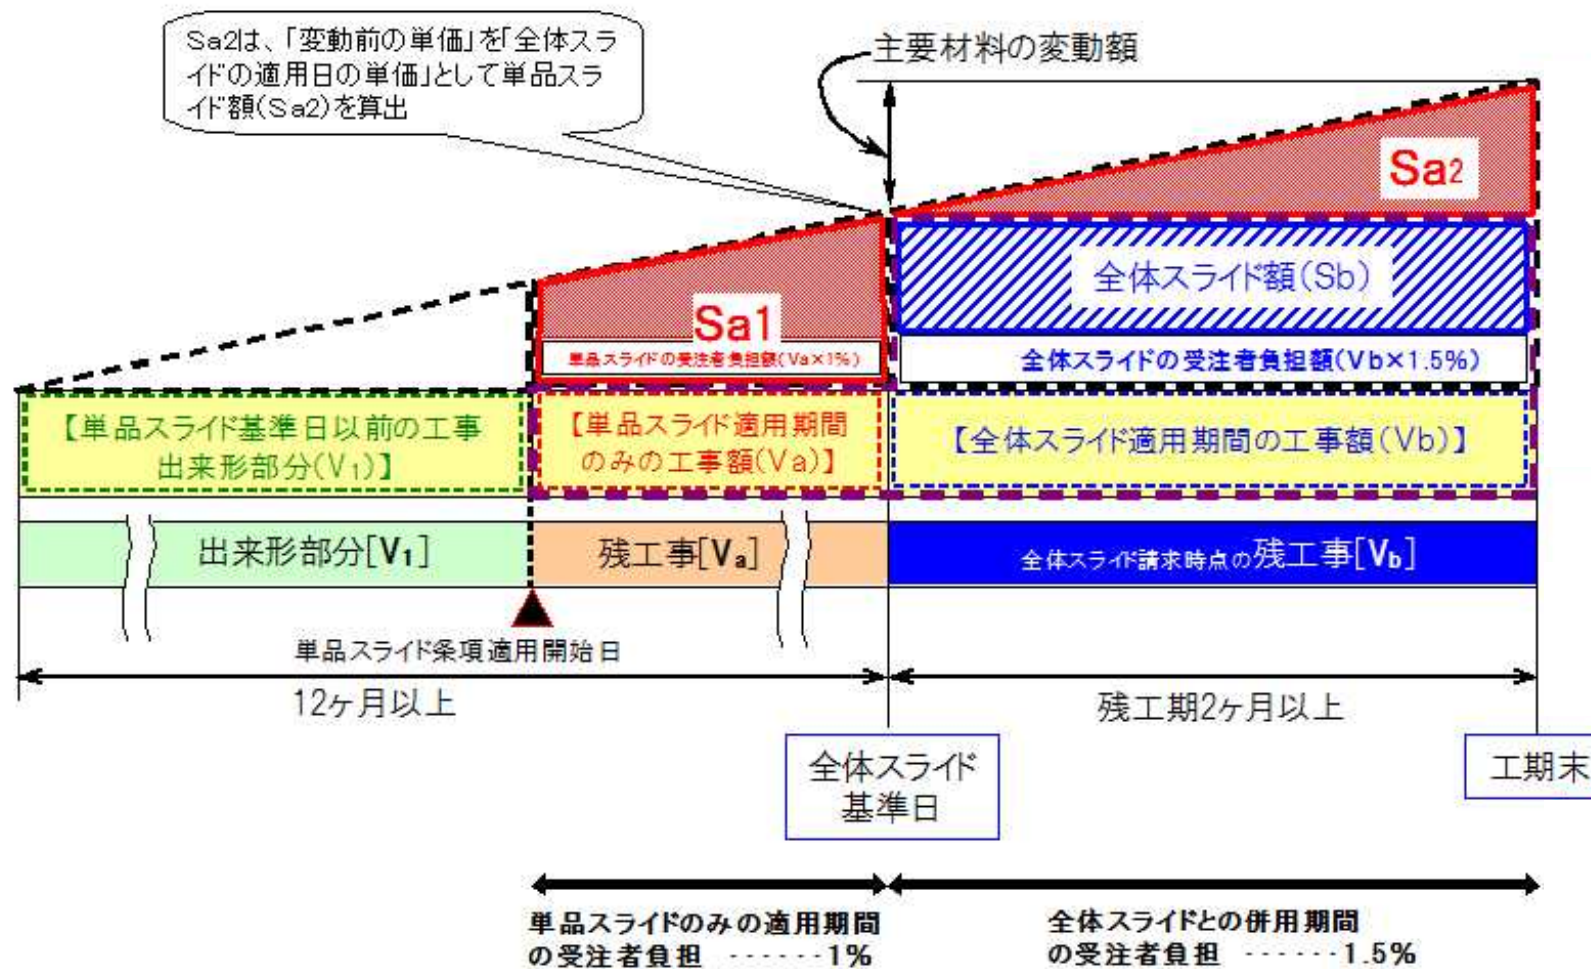 Sa2は、「変動前の単価」を「全体スラ
イドの適用日の単価」として単品スラ
イド額(Sa2)を算出
主要材料の変動額
Sa2
全体スライド額(Sb)
Sa1
単品スライドの受注者負担額(Va×1%)
全体スライドの受注者負担額(Vb×1.5%)
【単品スライド基準日以前の工事
出来形部分(V1)】
【単品スライド適用期間
のみの工事額(Va)】
【全体スライド適用期間の工事額(Vb)】
出来形部分[V1]
残工事[Va]
全体スライド請求時点の残工事[Vb]
単品スライド条項適用開始日
12ヶ月以上
残工期2ヶ月以上
全体スライド
基準日
工期末
単品スライドのみの適用期間
の受注者負担 ‥‥‥1%
全体スライドとの併用期間
の受注者負担 ‥‥‥1.5%